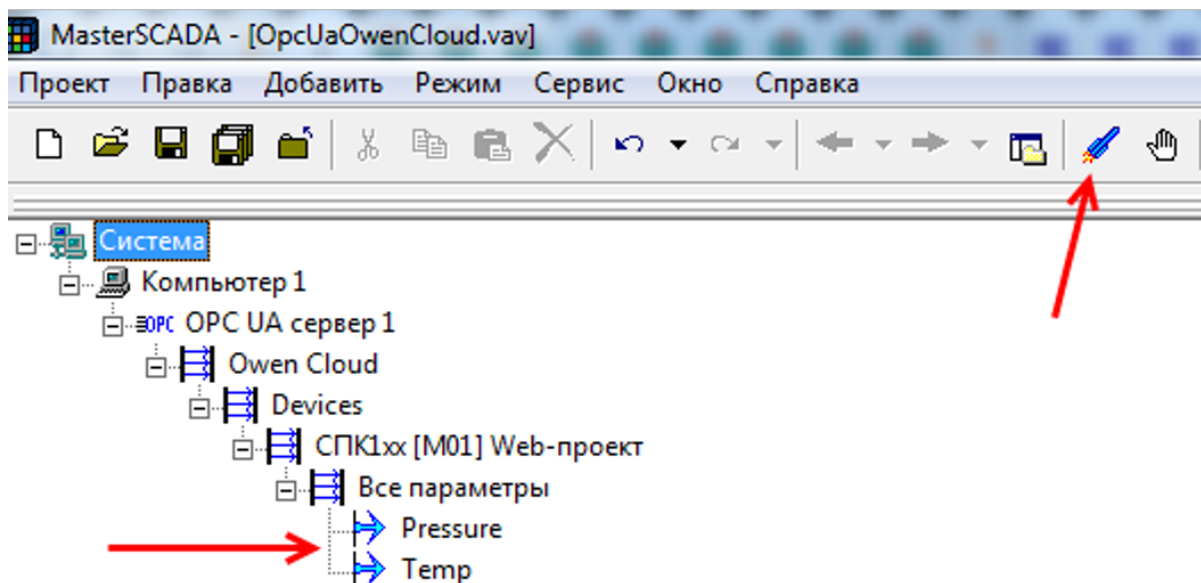 MasterSCADA - [OpcUaOwenCloud.vav]
Проект Правка Добавить Режим Сервис Окно Справка
Система
Компьютер 1
OPC OPC UA сервер 1
Owen Cloud
Devices
СПК1xx [M01] Web-проект
Все параметры
Pressure
Temp